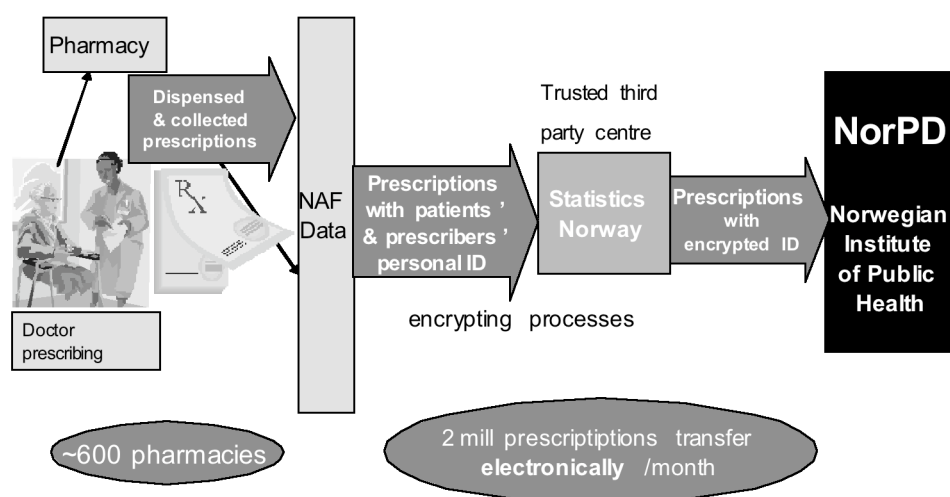 Pharmacy
Dispensed
& collected
prescriptions
Rx
Doctor
prescribing
NAF
Data
Prescriptions
with patients ’
& prescribers ’
personal ID
encrypting processes
Trusted third
party centre
Statistics
Norway
Prescriptions
with
encrypted ID
NorPD
Norwegian
Institute
of Public
Health
~600 pharmacies
2 mill prescriptiptions transfer
electronically /month